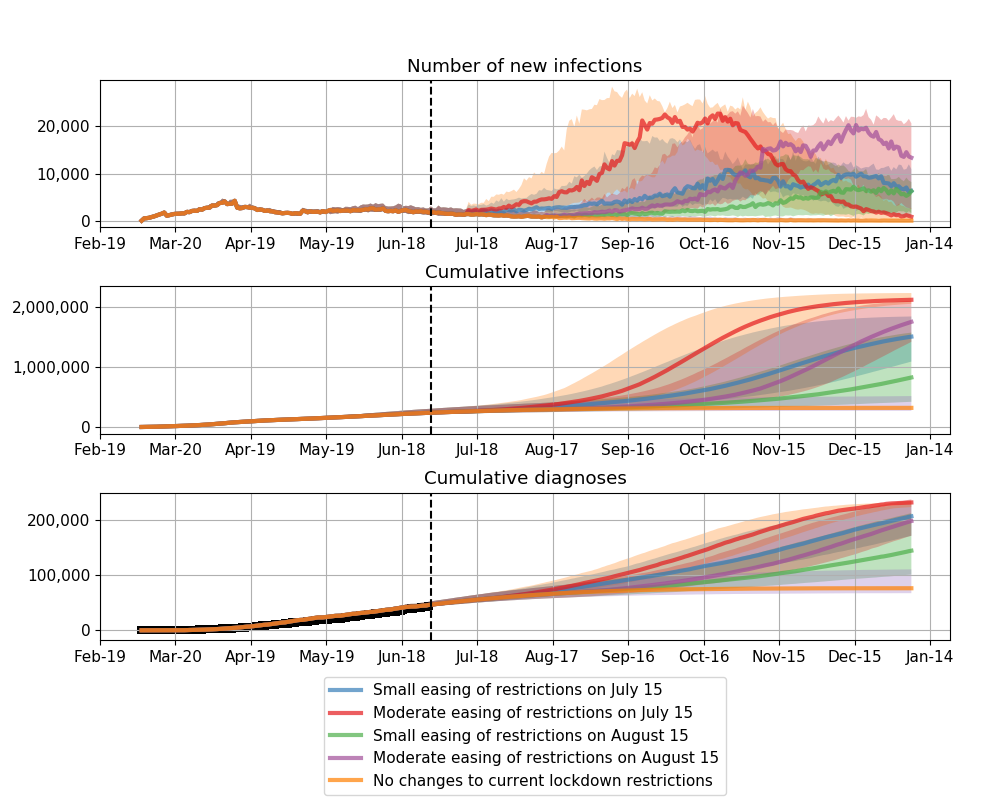 Number of new infections
20,000
10,000
0
Feb-19 Mar-20 Apr-19 May-19 Jun-18 Jul-18 Aug-17 Sep-16 Oct-16 Nov-15 Dec-15 Jan-14
Cumulative infections
2,000,000
1,000,000
0
Feb-19 Mar-20 Apr-19 May-19 Jun-18 Jul-18 Aug-17 Sep-16 Oct-16 Nov-15 Dec-15 Jan-14
Cumulative diagnoses
200,000
100,000
0
Feb-19 Mar-20 Apr-19 May-19 Jun-18 Jul-18 Aug-17 Sep-16 Oct-16 Nov-15 Dec-15 Jan-14
Small easing of restrictions on July 15
Moderate easing of restrictions on July 15
Small easing of restrictions on August 15
Moderate easing of restrictions on August 15
No changes to current lockdown restrictions